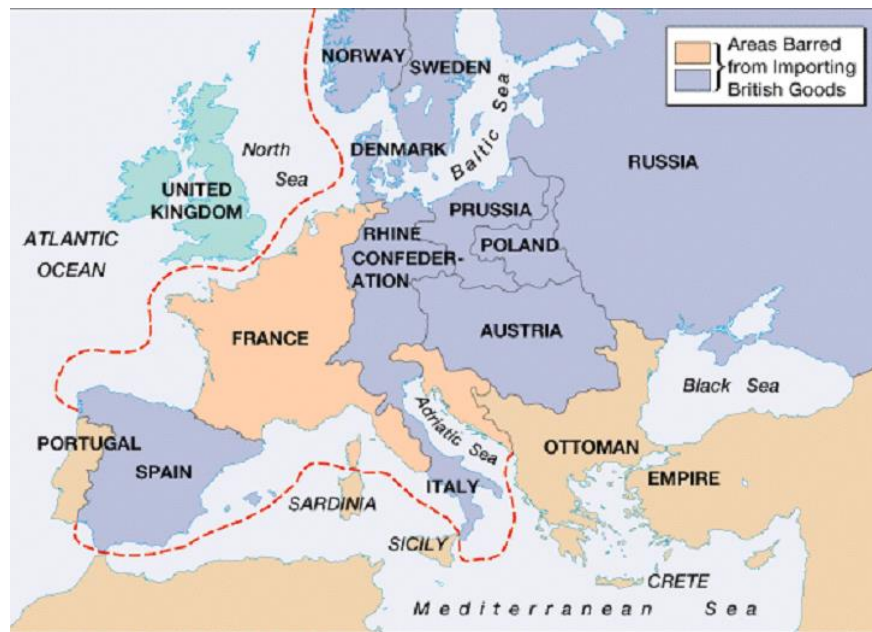 Areas Barred
from Importing
British Goods
NORWAY
SWEDEN
Baltic Sea
DENMARK
North
Sea
RUSSIA
UNITED
KINGDOM
PRUSSIA
RHINE
CONFEDER-
ATION
POLAND
ATLANTIC
OCEAN
FRANCE
AUSTRIA
Black Sea
Adriatic Sea
PORTUGAL
SPAIN
OTTOMAN
EMPIRE
ITALY
SARDINIA
SICILY
CRETE
Mediterranean Sea